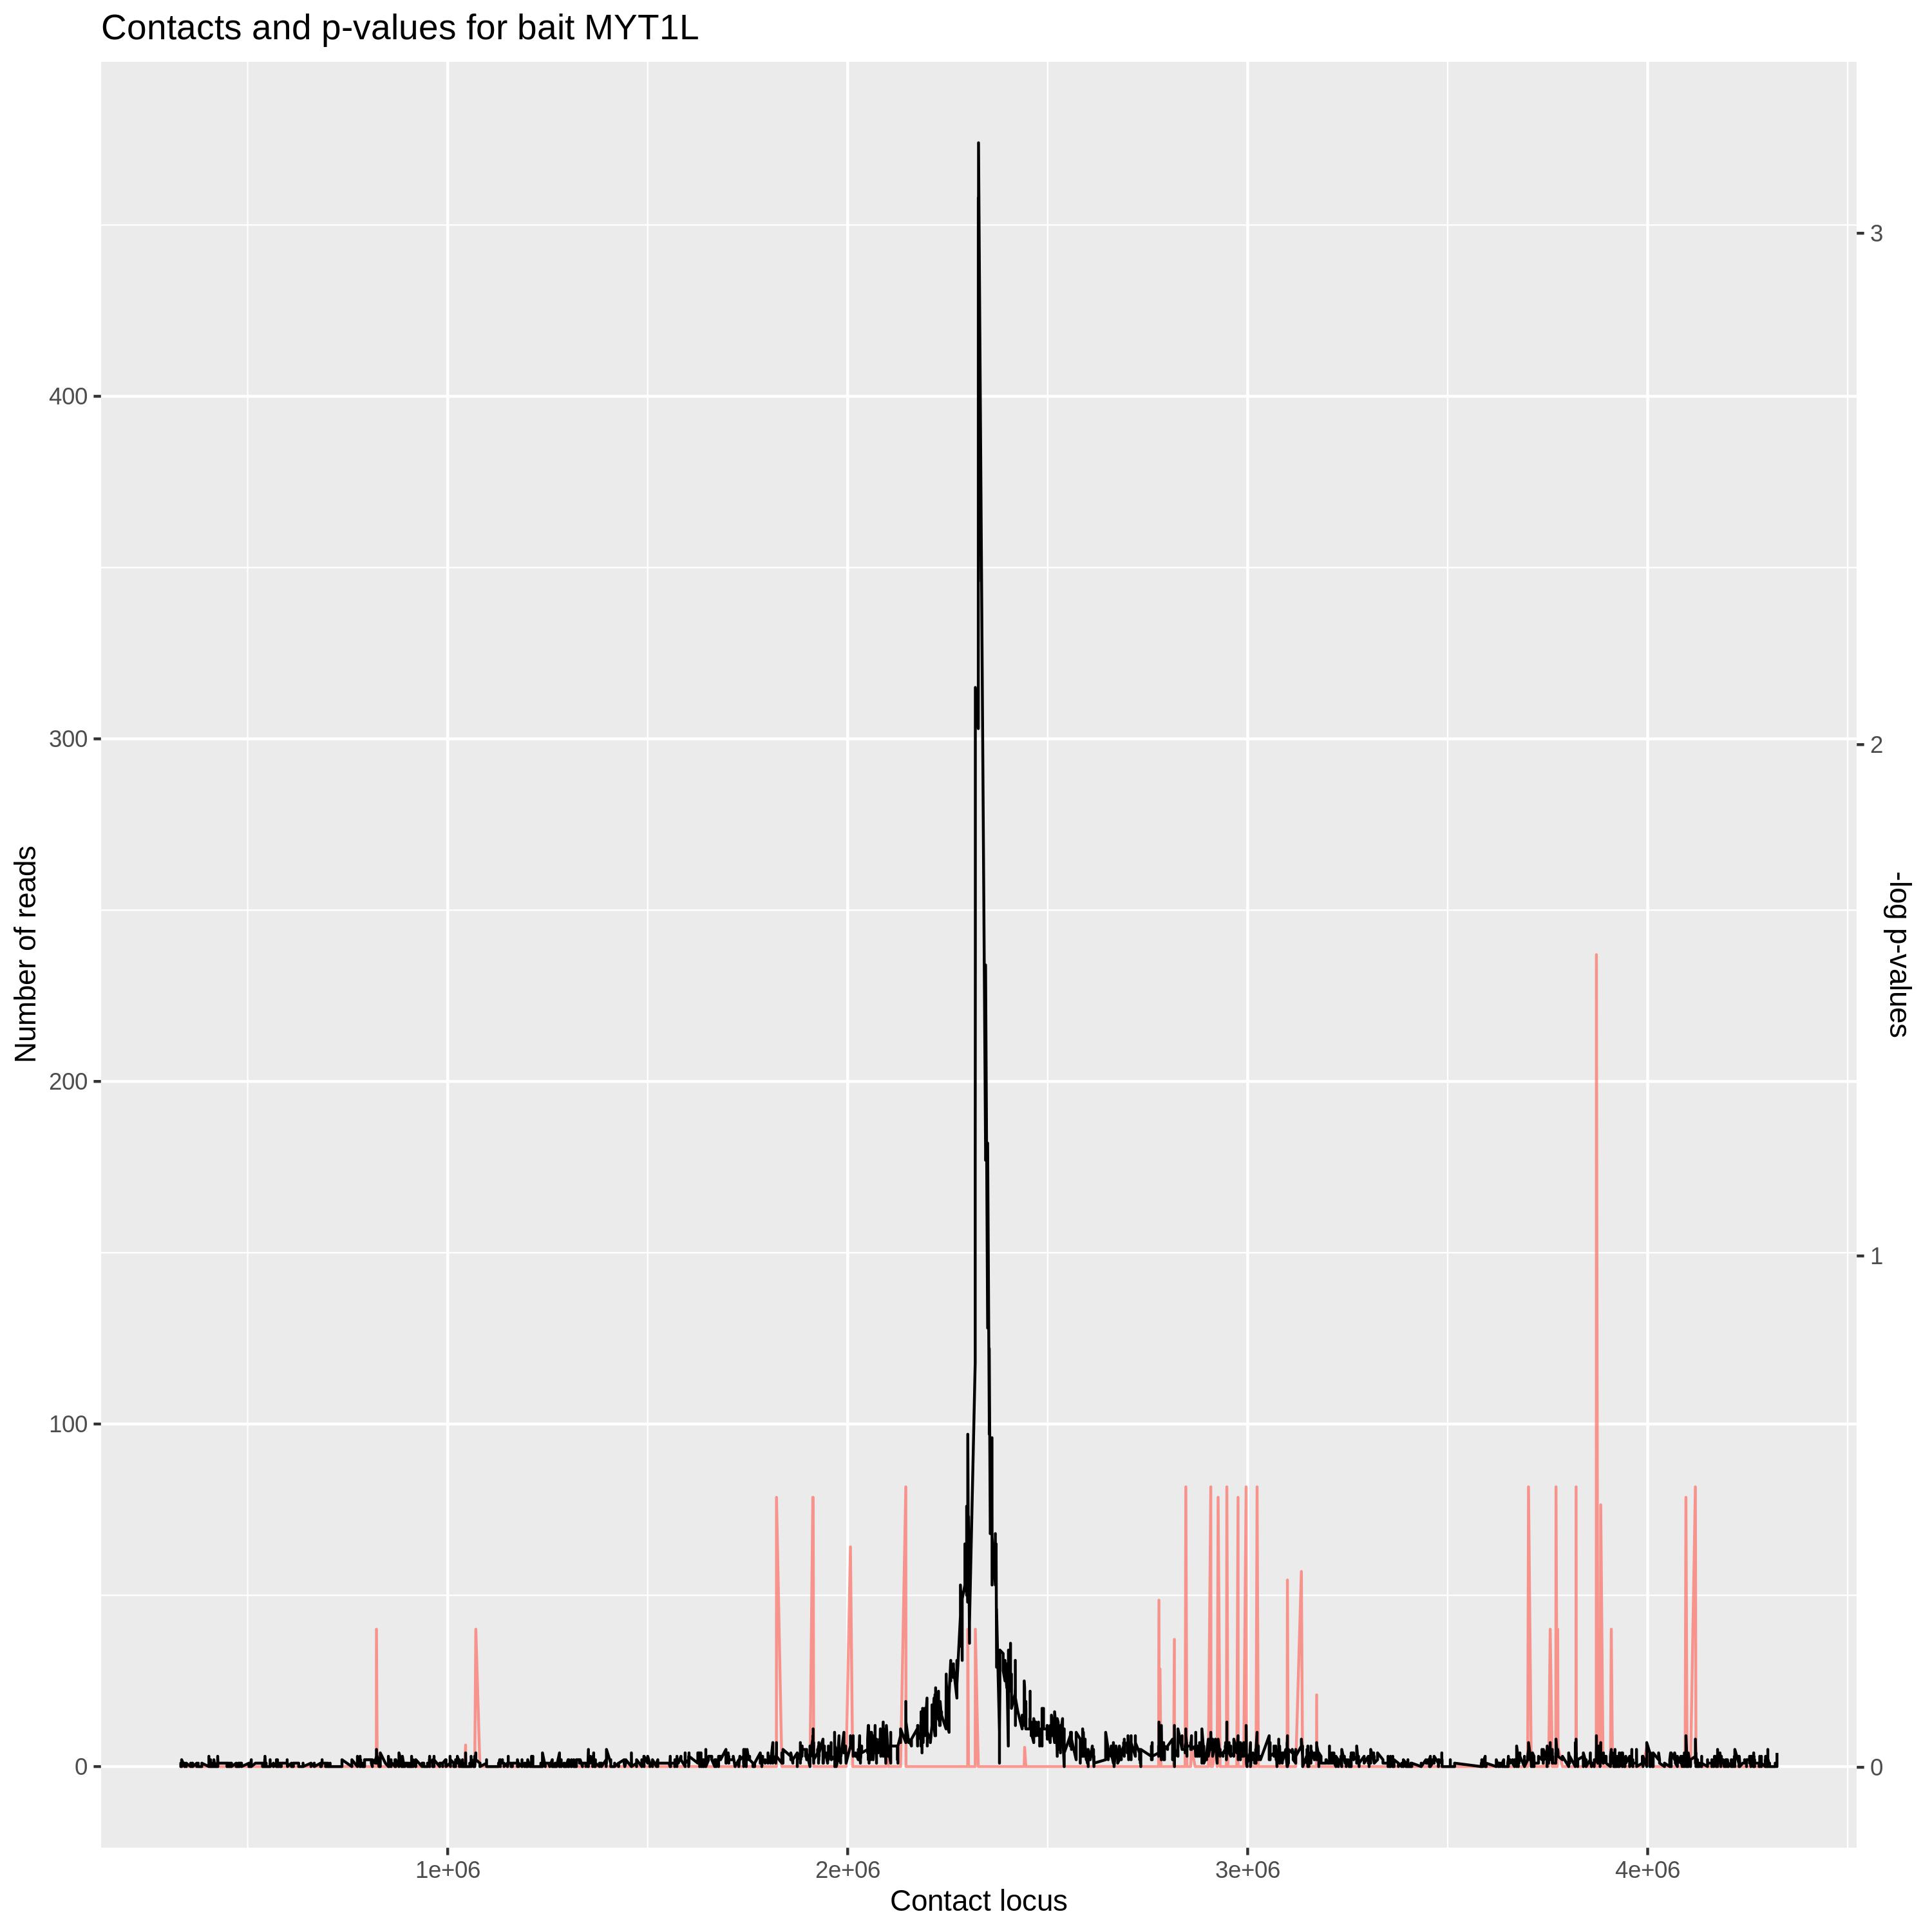 Contacts and p-values for bait MYT1L
Number of reads
400
300
200
100
0
3
2
1
0
-log p-values
1e+06
2e+06
3e+06
4e+06
Contact locus